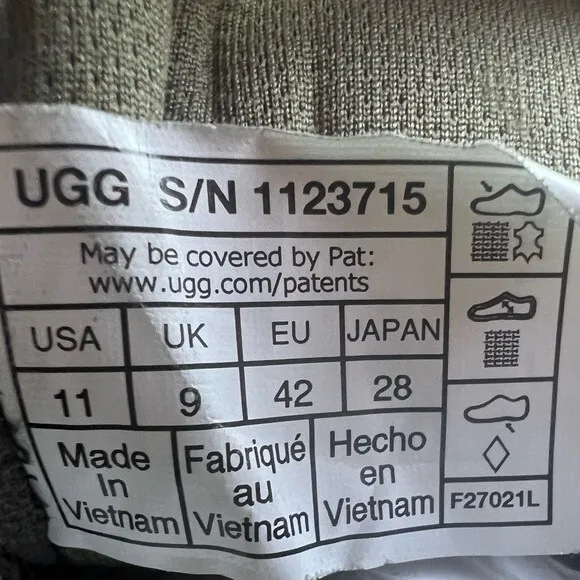 UGG S/N 1123715
May be covered by Pat:
www.ugg.com/patents
USA UK EU JAPAN
11 9 42 28
Made
In
Vietnam
Fabriqué
au
Vietnam
Hecho
en
Vietnam
F27021L